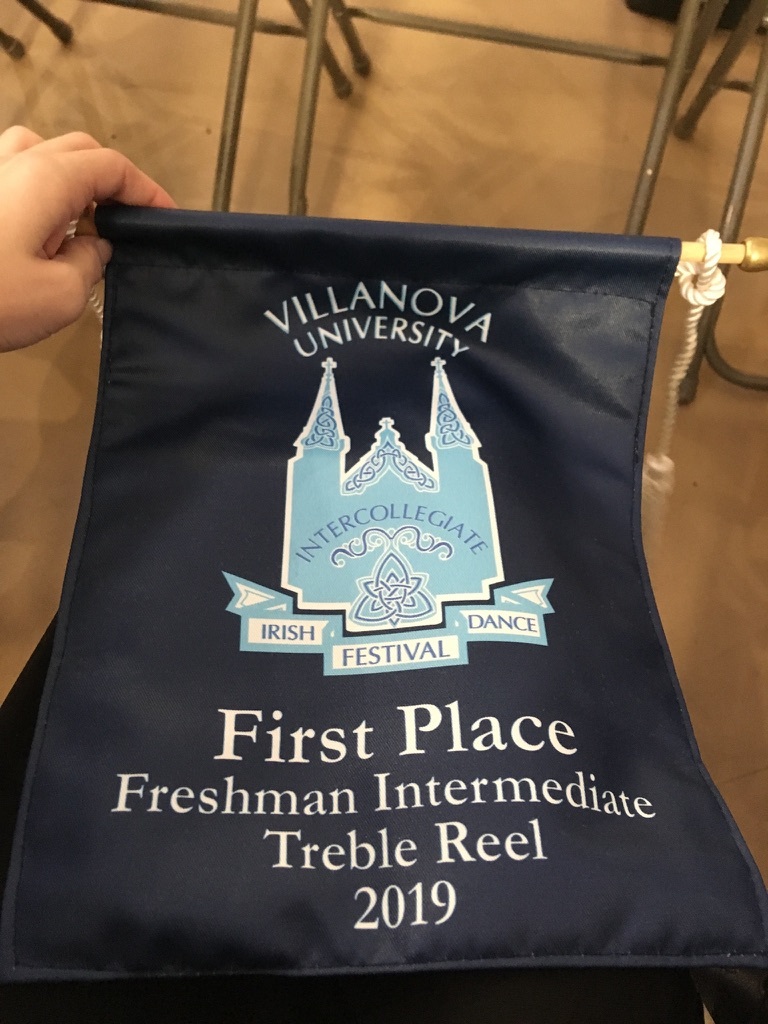 VILLANOVA
UNIVERSITY
INTERCOLLEGIATE
IRISH FESTIVAL DANCE
First Place
Freshman Intermediate
Treble Reel
2019